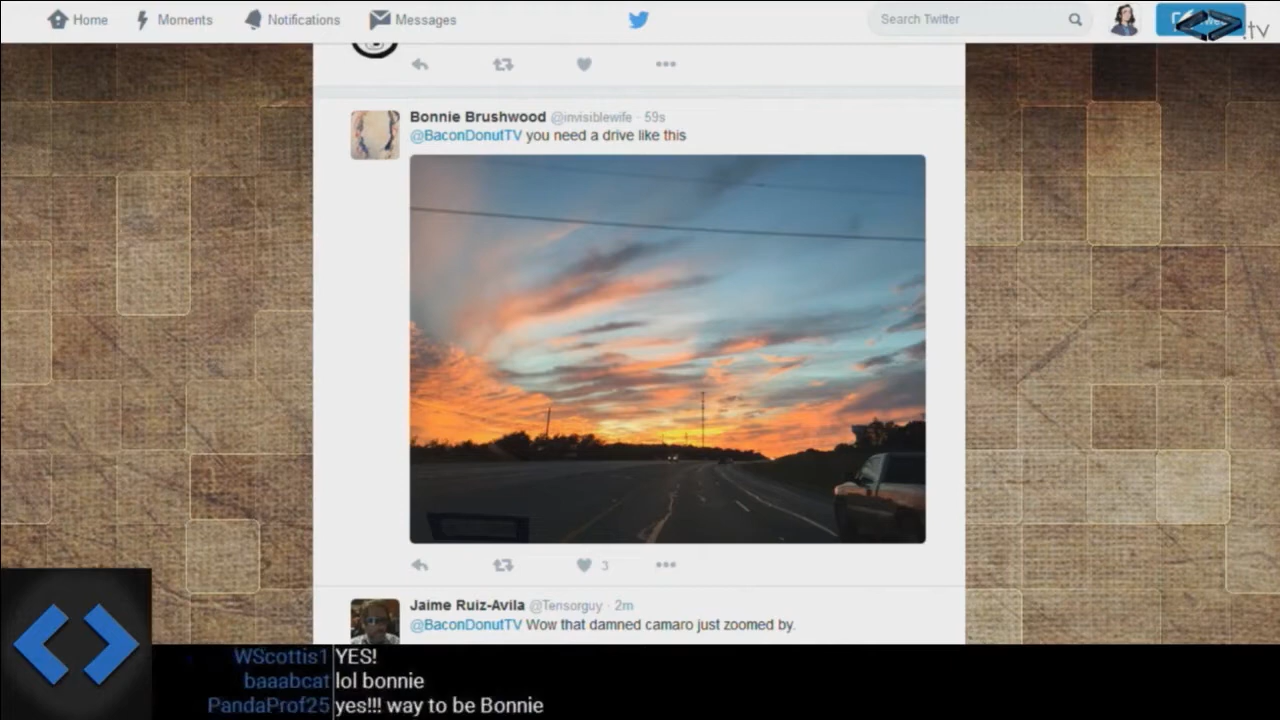 Home Moments Notifications Messages Search Twitter
.tv
Bonnie Brushwood @invisiblewife · 59s
@BaconDonutTV you need a drive like this
3
Jaime Ruiz-Avila @Tensorguy · 2m
@BaconDonutTV Wow that damned camaro just zoomed by.
WScottis1 YES!
baaabcat lol bonnie
PandaProf25 yes!!! way to be Bonnie